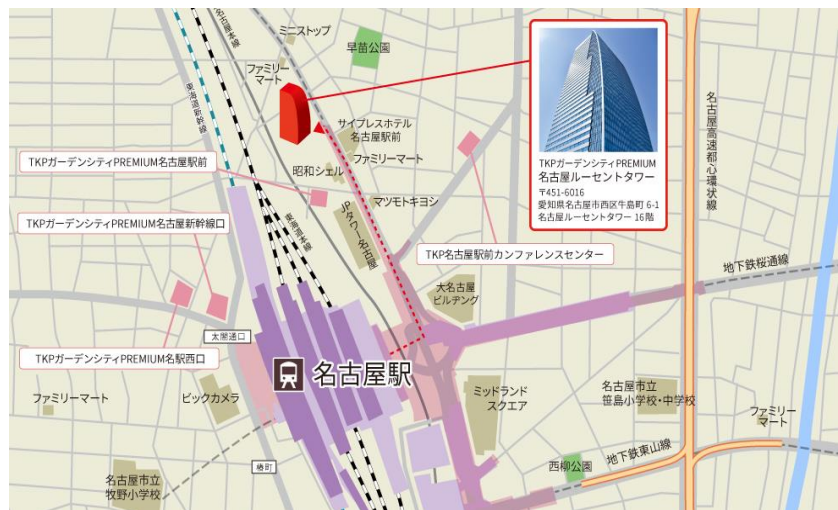 ミニストップ
早苗公園
ファミリー
マート
名古屋本線
東海道新幹線
サイプレスホテル
名古屋駅前
ファミリーマート
昭和シェル
マツモトキヨシ
JPタワー名古屋
東海道本線
TKPガーデンシティPREMIUM名古屋駅前
TKPガーデンシティPREMIUM名古屋新幹線口
TKP名古屋駅前カンファレンスセンター
TKPガーデンシティPREMIUM
名古屋ルーセントタワー
〒451-6016
愛知県名古屋市西区牛島町 6-1
名古屋ルーセントタワー 16階
名古屋高速都心環状線
地下鉄桜通線
大名古屋
ビルヂング
太閤通口
TKPガーデンシティPREMIUM名駅西口
名古屋駅
ファミリーマート
ビックカメラ
ミッドランド
スクエア
名古屋市立
笹島小学校・中学校
ファミリー
マート
地下鉄東山線
西柳公園
椿町
名古屋市立
牧野小学校